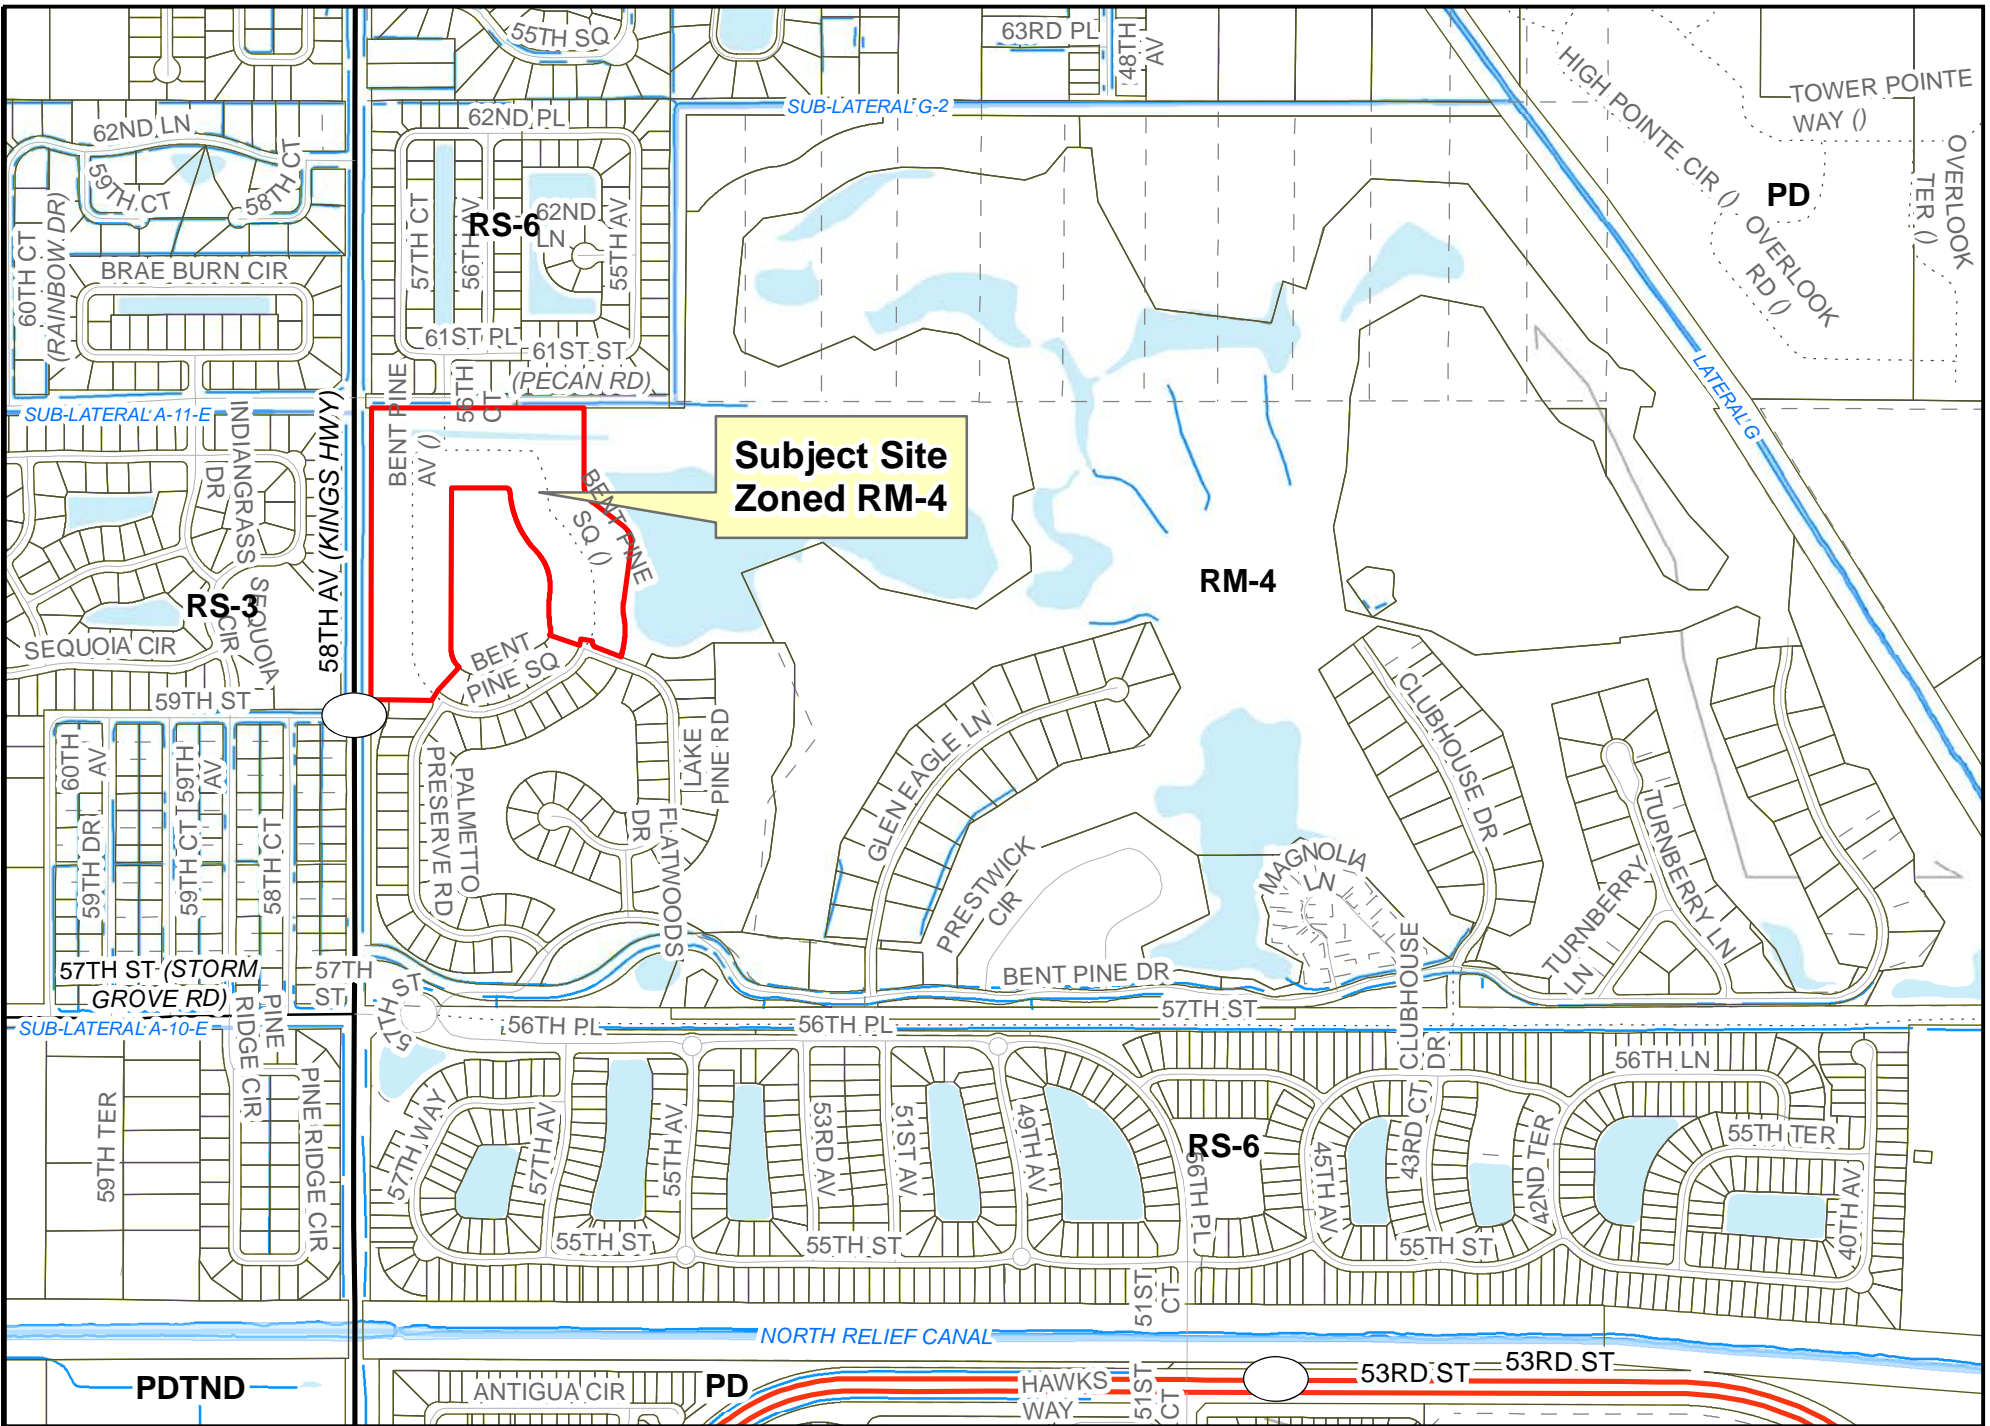 55TH SQ
63RD PL
48TH
AV
HIGH POINTE CIR ()
TOWER POINTE
WAY ()
OVERLOOK
TER ()
PD
OVERLOOK
RD ()
SUB-LATERAL G-2
62ND LN
59TH CT
58TH CT
60TH CT
(RAINBOW DR)
BRAE BURN CIR
62ND PL
57TH CT
56TH AV
RS-6
62ND
LN
55TH AV
61ST PL
61ST ST
(PECAN RD)
56TH
CT
SUB-LATERAL A-11-E
LATERAL G
BENT PINE
AV ()
INDIANGRASS
DR
58TH AV (KINGS HWY)
Subject Site
Zoned RM-4
BENT PINE
SQ ()
RS-3
SEQUOIA
CIR
SEQUOIA CIR
RM-4
BENT
PINE SQ
59TH ST
60TH
AV
59TH
AV
59TH DR
59TH CT
58TH CT
PALMETTO
PRESERVE RD
LAKE
PINE RD
FLATWOODS
DR
GLEN EAGLE LN
PRESTWICK
CIR
MAGNOLIA
LN
CLUBHOUSE DR
TURNBERRY LN
TURNBERRY
LN
57TH ST (STORM
GROVE RD)
57TH
ST
57TH ST
57TH ST
BENT PINE DR
57TH ST
CLUBHOUSE
DR
SUB-LATERAL A-10-E
56TH PL
56TH PL
PINE
RIDGE CIR
PINE RIDGE CIR
59TH TER
57TH WAY
57TH AV
55TH AV
53RD AV
51ST AV
49TH AV
RS-6
56TH PL
45TH AV
43RD CT
42ND TER
56TH LN
55TH TER
40TH AV
55TH ST
55TH ST
55TH ST
51ST
CT
NORTH RELIEF CANAL
PDTND
ANTIGUA CIR
PD
HAWKS
WAY
51ST
CT
53RD ST
53RD ST